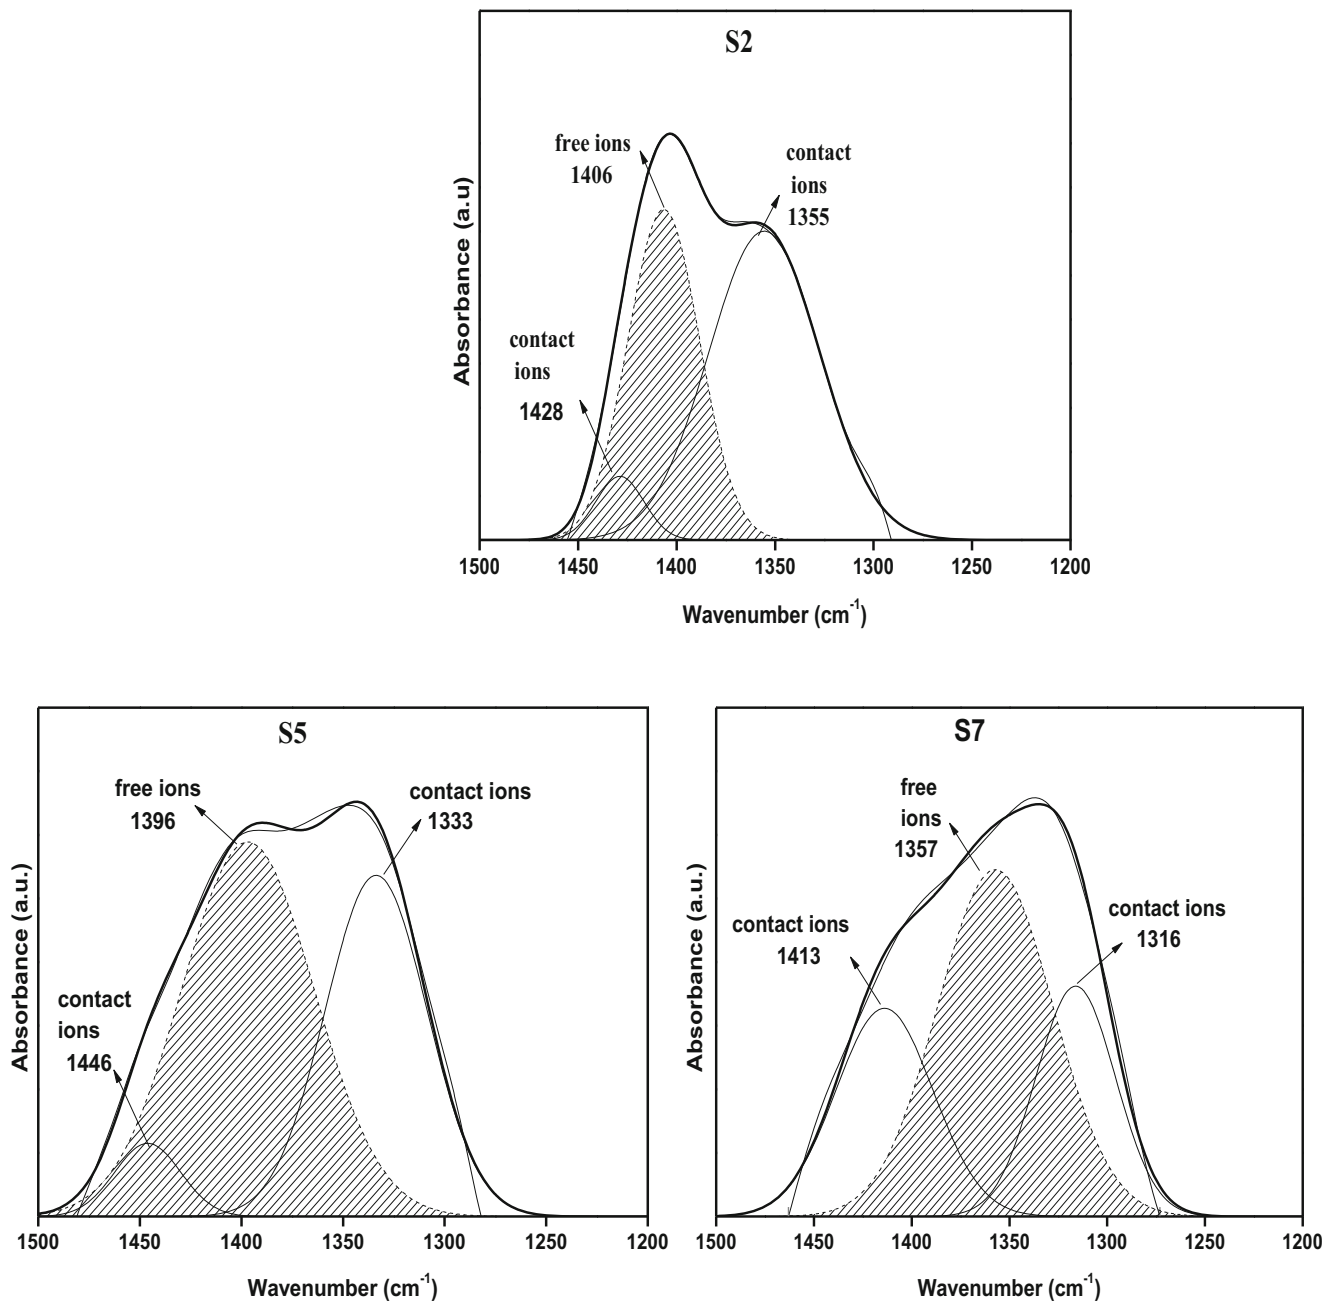 S2
free ions
1406
contact
ions
1355
contact
ions
1428
Absorbance (a.u)
1500
1450
1400
1350
1300
1250
1200
Wavenumber (cm⁻¹)
S5
free ions
1396
contact ions
1333
contact
ions
1446
Absorbance (a.u.)
1500
1450
1400
1350
1300
1250
1200
Wavenumber (cm⁻¹)
S7
free
ions
1357
contact ions
1413
contact ions
1316
Absorbance (a.u.)
1500
1450
1400
1350
1300
1250
1200
Wavenumber (cm⁻¹)